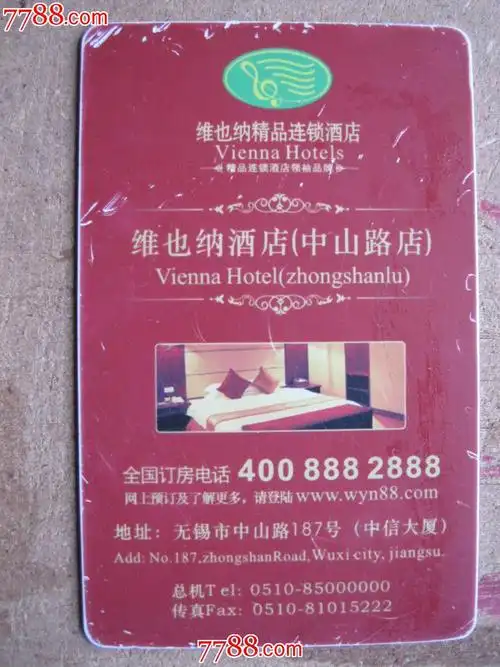 7788.com
维也纳精品连锁酒店
Vienna Hotels
精品连锁酒店领袖品牌
维也纳酒店(中山路店)
Vienna Hotel(zhongshanlu)
全国订房电话 400 888 2888
网上预订及了解更多，请登陆 www.wyn88.com
地址：无锡市中山路187号（中信大厦）
Add: No.187,zhongshanRoad,Wuxi city, jiangsu.
总机Tel: 0510-85000000
传真Fax: 0510-81015222
7788.com